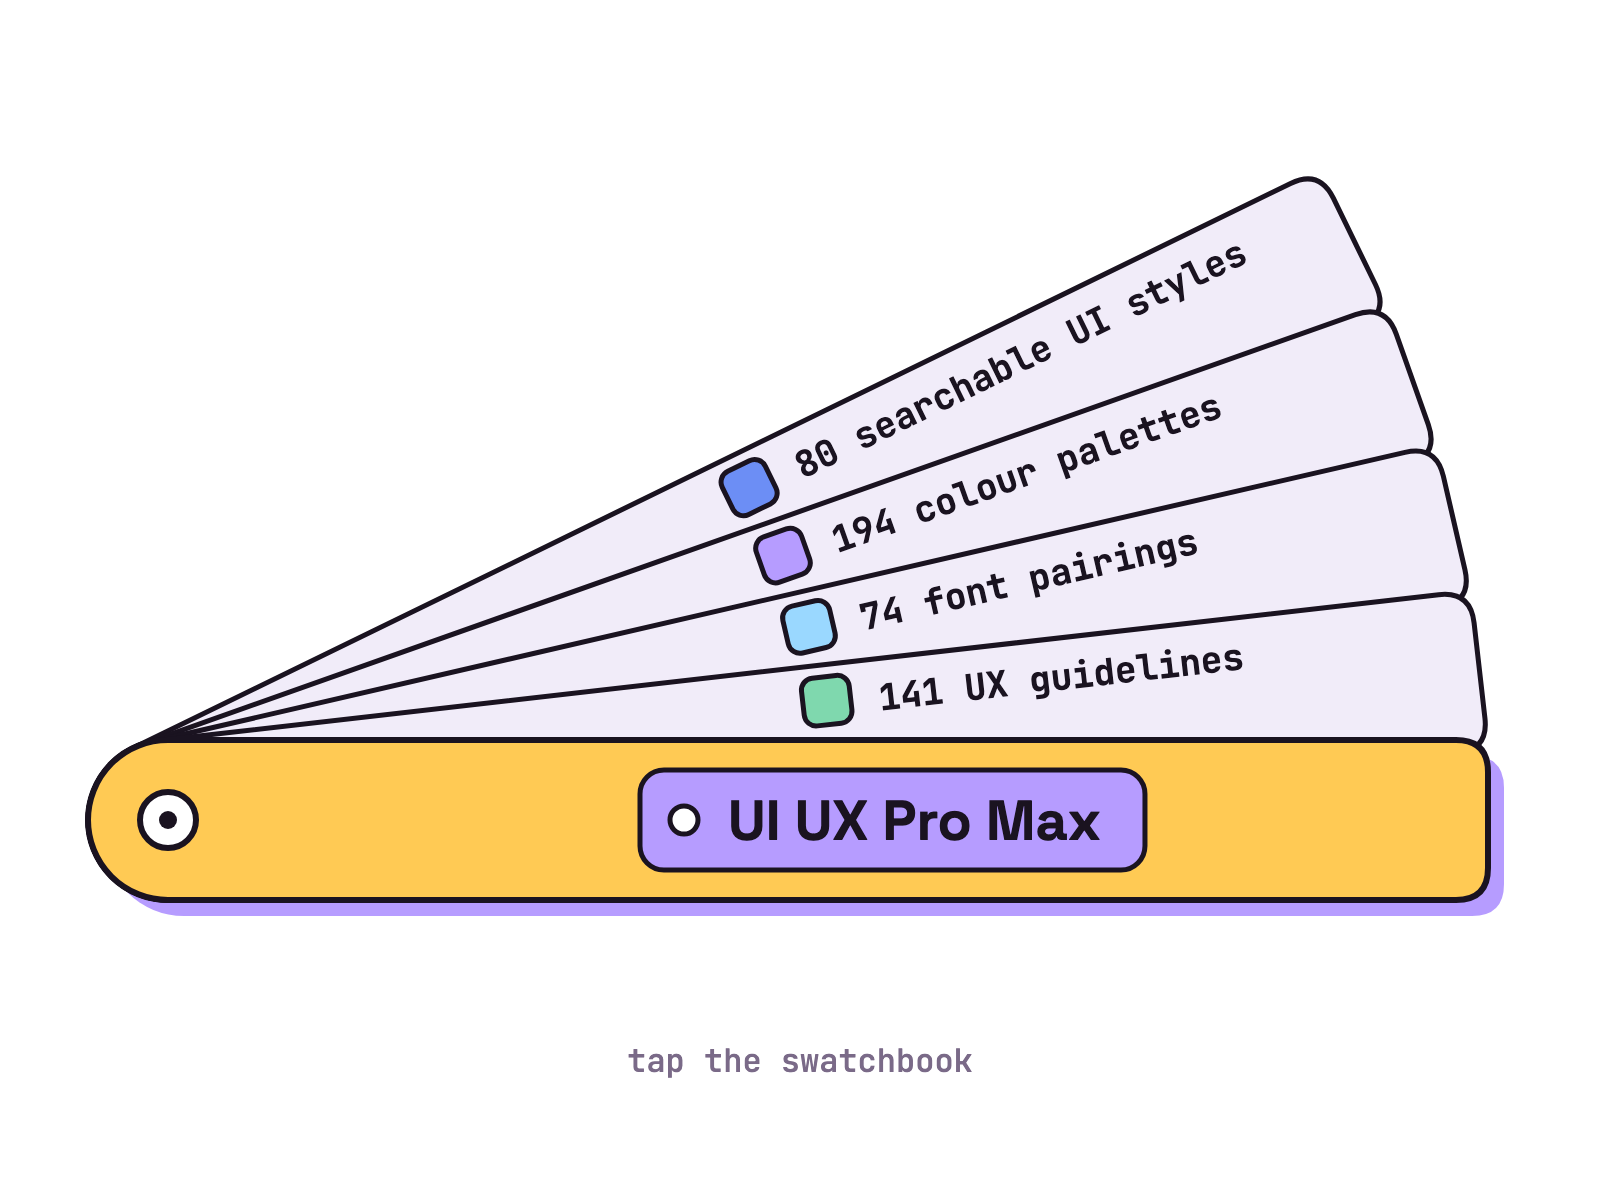 80 searchable UI styles
194 colour palettes
74 font pairings
141 UX guidelines
UI UX Pro Max
tap the swatchbook